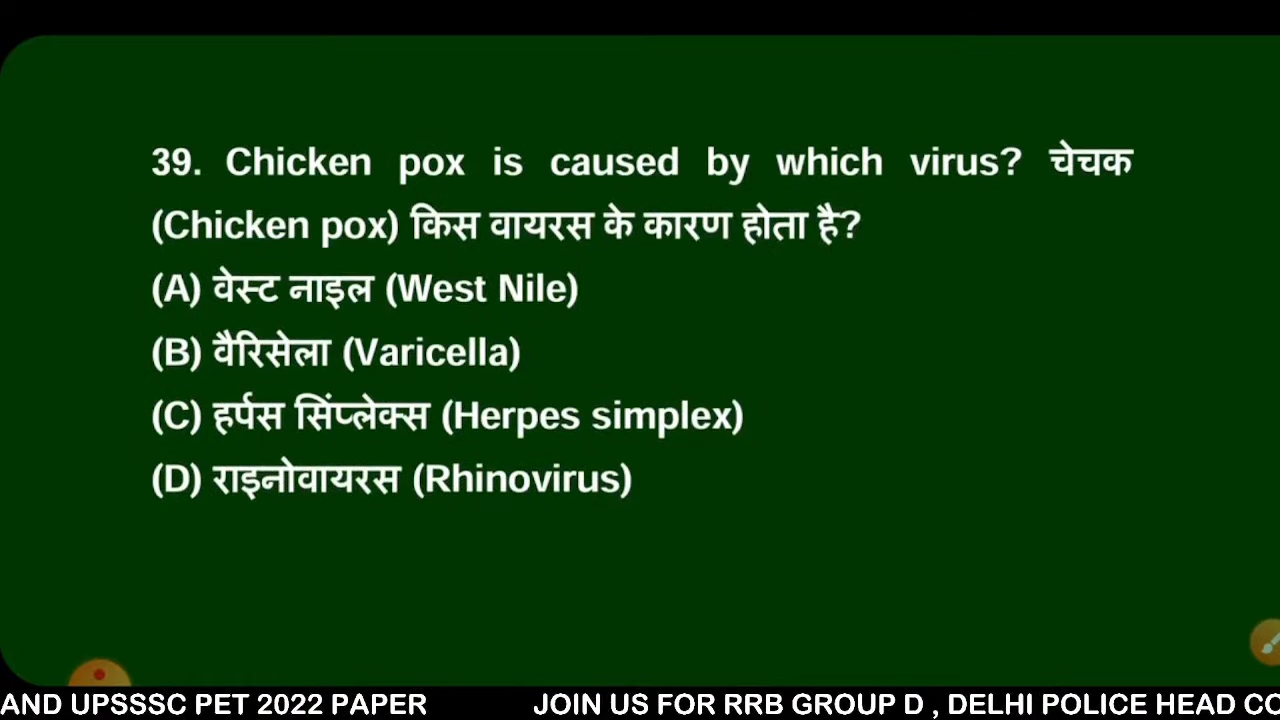 39. Chicken pox is caused by which virus? चेचक
(Chicken pox) किस वायरस के कारण होता है?
(A) वेस्ट नाइल (West Nile)
(B) वैरिसेला (Varicella)
(C) हर्पस सिंप्लेक्स (Herpes simplex)
(D) राइनोवायरस (Rhinovirus)
AND UPSSSC PET 2022 PAPER JOIN US FOR RRB GROUP D , DELHI POLICE HEAD CO